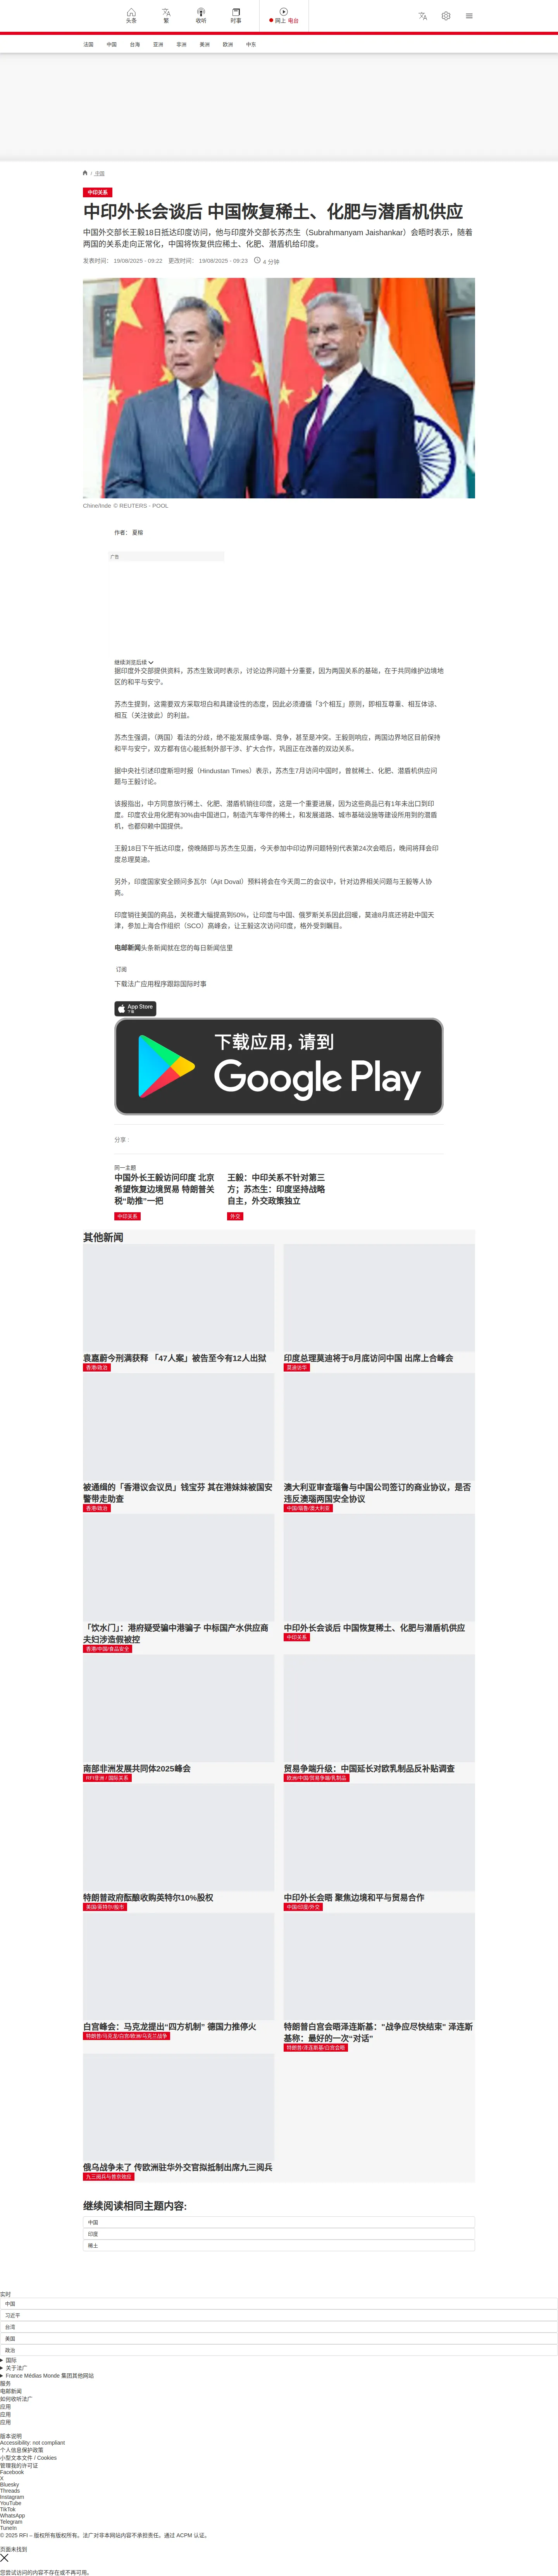 头条
繁
收听
时事
网上 电台
法国
中国
台海
亚洲
非洲
美洲
欧洲
中东
/ 中国
中印关系
中印外长会谈后 中国恢复稀土、化肥与潜盾机供应
中国外交部长王毅18日抵达印度访问，他与印度外交部长苏杰生（Subrahmanyam Jaishankar）会晤时表示，随着
两国的关系走向正常化，中国将恢复供应稀土、化肥、潜盾机给印度。
发表时间： 19/08/2025 - 09:22 更改时间： 19/08/2025 - 09:23 4 分钟
Chine/Inde © REUTERS - POOL
作者： 夏榕
广告
继续浏览后续
据印度外交部提供资料，苏杰生致词时表示，讨论边界问题十分重要，因为两国关系的基础，在于共同维护边境地
区的和平与安宁。
苏杰生提到，这需要双方采取坦白和具建设性的态度，因此必须遵循「3个相互」原则，即相互尊重、相互体谅、
相互（关注彼此）的利益。
苏杰生强调，（两国）看法的分歧，绝不能发展成争端、竞争，甚至是冲突。王毅则响应，两国边界地区目前保持
和平与安宁，双方都有信心能抵制外部干涉、扩大合作，巩固正在改善的双边关系。
据中央社引述印度斯坦时报（Hindustan Times）表示，苏杰生7月访问中国时，曾就稀土、化肥、潜盾机供应问
题与王毅讨论。
该报指出，中方同意放行稀土、化肥、潜盾机销往印度，这是一个重要进展，因为这些商品已有1年未出口到印
度。印度农业用化肥有30%由中国进口，制造汽车零件的稀土，和发展道路、城市基础设施等建设所用到的潜盾
机，也都仰赖中国提供。
王毅18日下午抵达印度，傍晚随即与苏杰生见面，今天参加中印边界问题特别代表第24次会晤后，晚间将拜会印
度总理莫迪。
另外，印度国家安全顾问多瓦尔（Ajit Doval）预料将会在今天周二的会议中，针对边界相关问题与王毅等人协
商。
印度销往美国的商品，关税遭大幅提高到50%，让印度与中国、俄罗斯关系因此回暖，莫迪8月底还将赴中国天
津，参加上海合作组织（SCO）高峰会，让王毅这次访问印度，格外受到瞩目。
电邮新闻头条新闻就在您的每日新闻信里
订阅
下载法广应用程序跟踪国际时事
App Store
下载
下载应用，请到
Google Play
分享 :
同一主题
中国外长王毅访问印度 北京
希望恢复边境贸易 特朗普关
税“助推”一把
中印关系
王毅：中印关系不针对第三
方；苏杰生：印度坚持战略
自主，外交政策独立
外交
其他新闻
袁嘉蔚今刑满获释 「47人案」被告至今有12人出狱
香港/政治
印度总理莫迪将于8月底访问中国 出席上合峰会
莫迪访华
被通缉的「香港议会议员」钱宝芬 其在港妹妹被国安
警带走助查
香港/政治
澳大利亚审查瑙鲁与中国公司签订的商业协议，是否
违反澳瑙两国安全协议
中国/瑙鲁/澳大利亚
「饮水门」：港府疑受骗中港骗子 中标国产水供应商
夫妇涉造假被控
香港/中国/食品安全
中印外长会谈后 中国恢复稀土、化肥与潜盾机供应
中印关系
南部非洲发展共同体2025峰会
RFI非洲 / 国际关系
贸易争端升级：中国延长对欧乳制品反补贴调查
欧洲/中国/贸易争端/乳制品
特朗普政府酝酿收购英特尔10%股权
美国/英特尔/股市
中印外长会晤 聚焦边境和平与贸易合作
中国/印度/外交
白宫峰会：马克龙提出“四方机制” 德国力推停火
特朗普/马克龙/白宫/欧洲/乌克兰战争
特朗普白宫会晤泽连斯基："战争应尽快结束" 泽连斯
基称：最好的一次“对话”
特朗普/泽连斯基/白宫会晤
俄乌战争未了 传欧洲驻华外交官拟抵制出席九三阅兵
九三阅兵与普京效应
继续阅读相同主题内容:
中国
印度
稀土
实时
中国
习近平
台湾
美国
政治
国际
关于法广
France Médias Monde 集团其他网站
服务
电邮新闻
如何收听法广
应用
应用
应用
版本说明
Accessibility: not compliant
个人信息保护政策
小型文本文件 / Cookies
管理我的许可证
Facebook
X
Bluesky
Threads
Instagram
YouTube
TikTok
WhatsApp
Telegram
TuneIn
© 2025 RFI – 版权所有版权所有。法广对非本网站内容不承担责任。通过 ACPM 认证。
页面未找到
您尝试访问的内容不存在或不再可用。